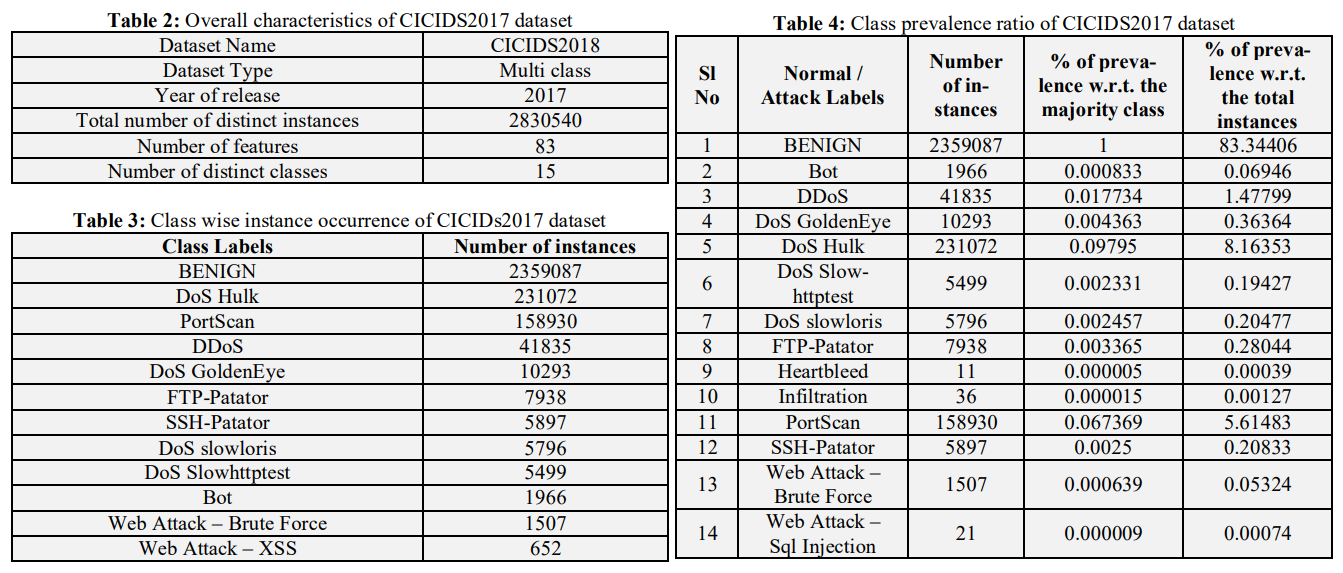 Table 2: Overall characteristics of CICIDS2017 dataset
Dataset Name CICIDS2018
Dataset Type Multi class
Year of release 2017
Total number of distinct instances 2830540
Number of features 83
Number of distinct classes 15
Table 3: Class wise instance occurrence of CICIDs2017 dataset
Class Labels Number of instances
BENIGN 2359087
DoS Hulk 231072
PortScan 158930
DDoS 41835
DoS GoldenEye 10293
FTP-Patator 7938
SSH-Patator 5897
DoS slowloris 5796
DoS Slowhttptest 5499
Bot 1966
Web Attack – Brute Force 1507
Web Attack – XSS 652
Table 4: Class prevalence ratio of CICIDS2017 dataset
Sl
No
Normal /
Attack Labels
Number
of in-
stances
% of preva-
lence w.r.t. the
majority class
% of preva-
lence w.r.t.
the total
instances
1 BENIGN 2359087 1 83.34406
2 Bot 1966 0.000833 0.06946
3 DDoS 41835 0.017734 1.47799
4 DoS GoldenEye 10293 0.004363 0.36364
5 DoS Hulk 231072 0.09795 8.16353
6 DoS Slow-
httptest 5499 0.002331 0.19427
7 DoS slowloris 5796 0.002457 0.20477
8 FTP-Patator 7938 0.003365 0.28044
9 Heartbleed 11 0.000005 0.00039
10 Infiltration 36 0.000015 0.00127
11 PortScan 158930 0.067369 5.61483
12 SSH-Patator 5897 0.0025 0.20833
13 Web Attack –
Brute Force 1507 0.000639 0.05324
14 Web Attack –
Sql Injection 21 0.000009 0.00074